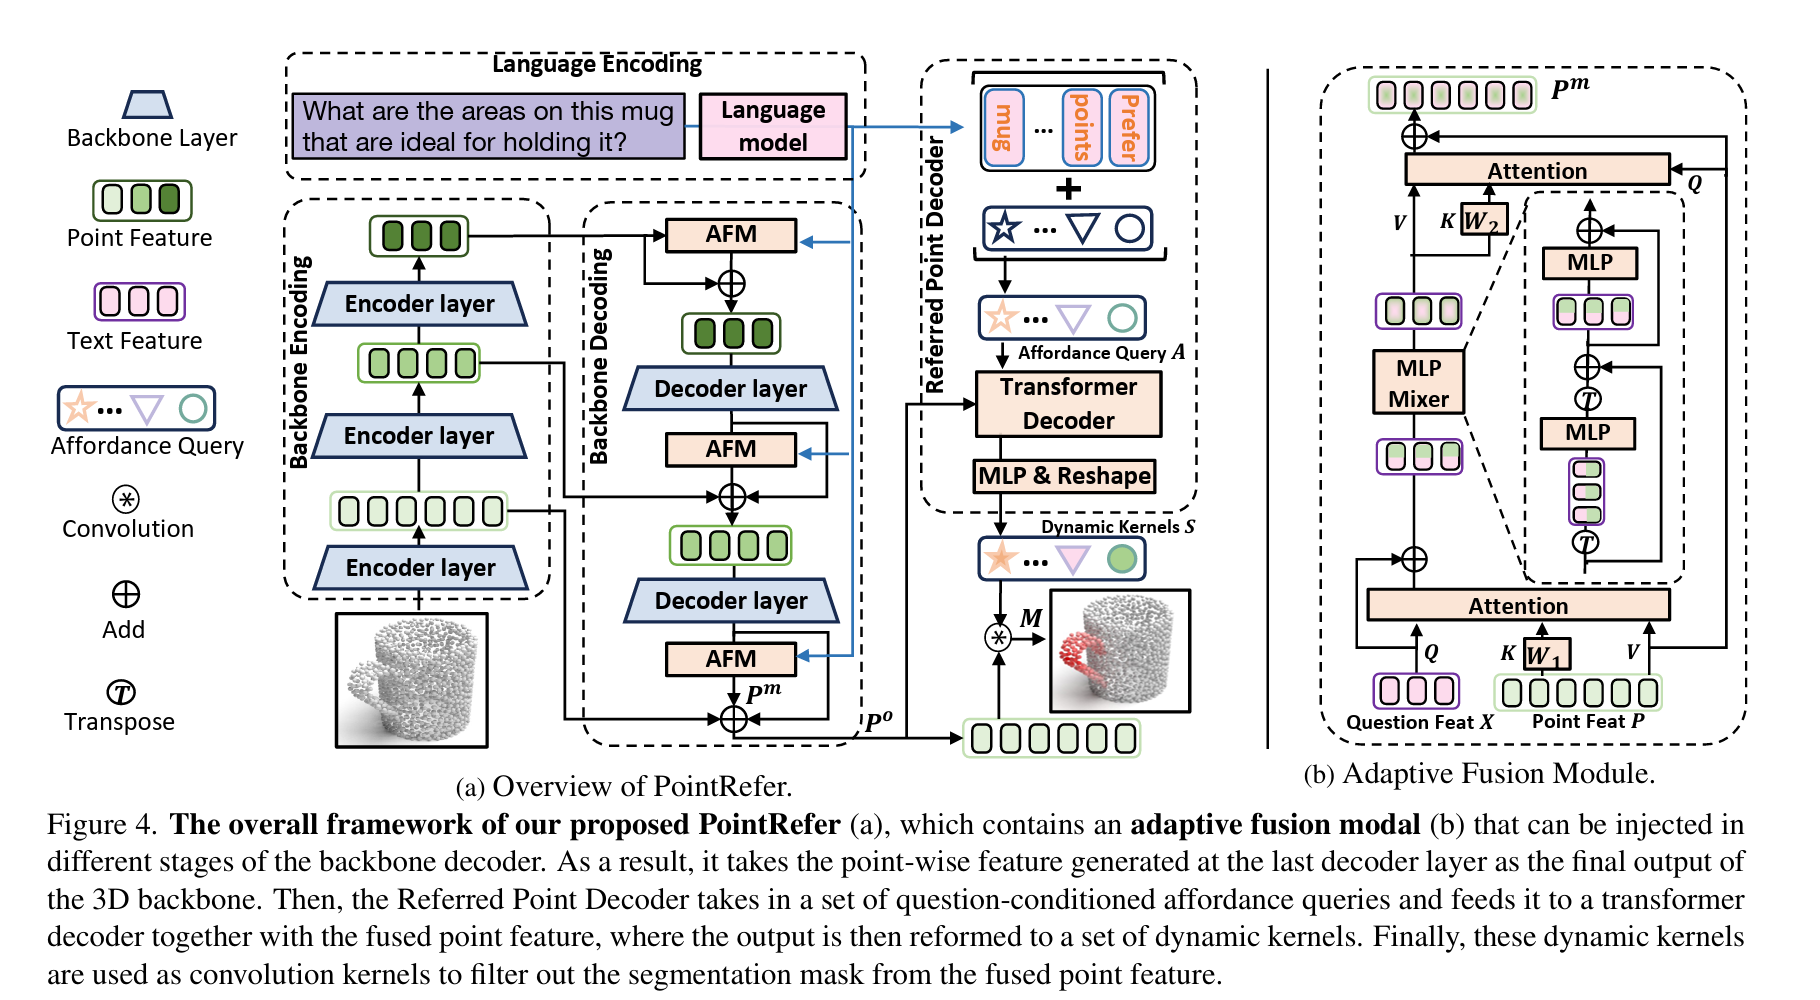 Backbone Layer
Point Feature
Text Feature
Affordance Query
Convolution
Add
T
Transpose
Language Encoding
What are the areas on this mug
that are ideal for holding it?
Language
model
Backbone Encoding
Encoder layer
Encoder layer
Encoder layer
Backbone Decoding
AFM
Decoder layer
AFM
Decoder layer
AFM
P^m
P^o
Referred Point Decoder
mug
...
points
Prefer
+
...
...
Affordance Query A
Transformer
Decoder
MLP & Reshape
Dynamic Kernels S
...
M
P^m
Attention
Q
V
K
W_2
MLP
Mixer
MLP
T
MLP
T
Attention
Q
K
W_1
V
Question Feat X
Point Feat P
(a) Overview of PointRefer.
(b) Adaptive Fusion Module.
Figure 4. The overall framework of our proposed PointRefer (a), which contains an adaptive fusion modal (b) that can be injected in
different stages of the backbone decoder. As a result, it takes the point-wise feature generated at the last decoder layer as the final output of
the 3D backbone. Then, the Referred Point Decoder takes in a set of question-conditioned affordance queries and feeds it to a transformer
decoder together with the fused point feature, where the output is then reformed to a set of dynamic kernels. Finally, these dynamic kernels
are used as convolution kernels to filter out the segmentation mask from the fused point feature.